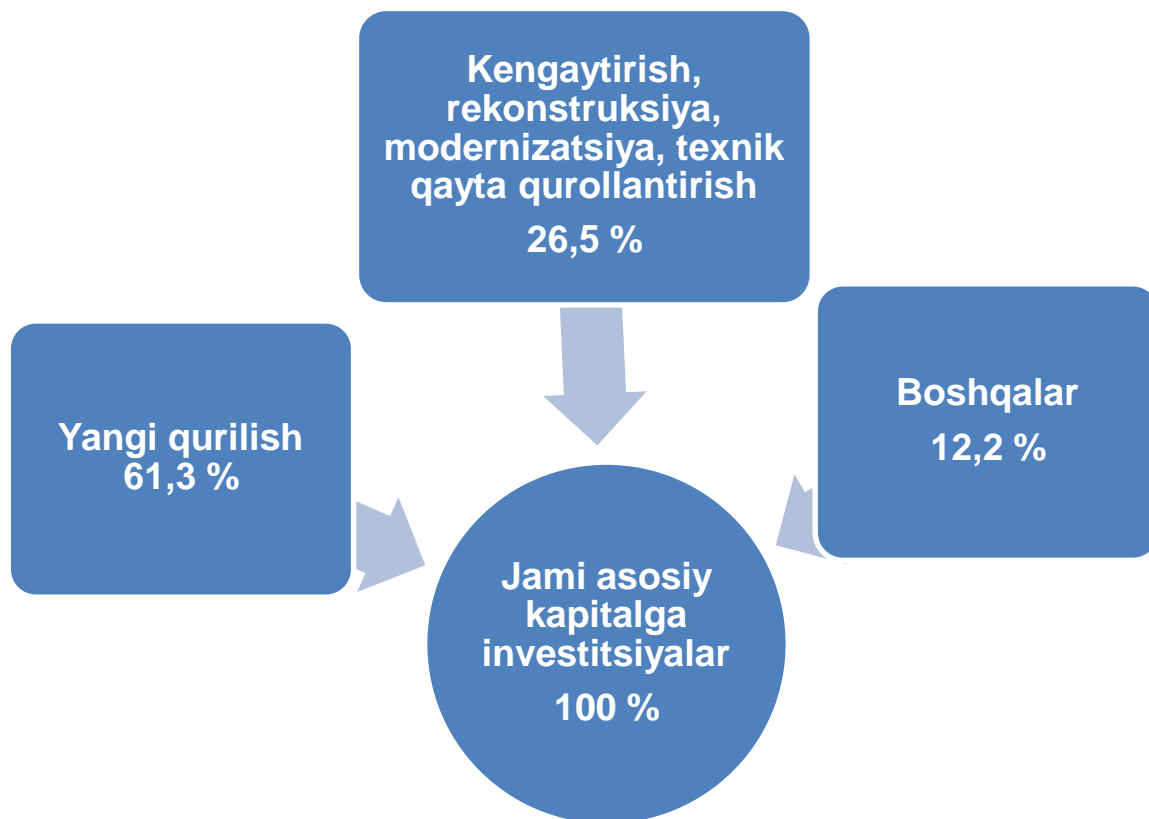 Kengaytirish,
rekonstruksiya,
modernizatsiya, texnik
qayta qurollantirish
26,5 %
Yangi qurilish
61,3 %
Boshqalar
12,2 %
Jami asosiy
kapitalga
investitsiyalar
100 %